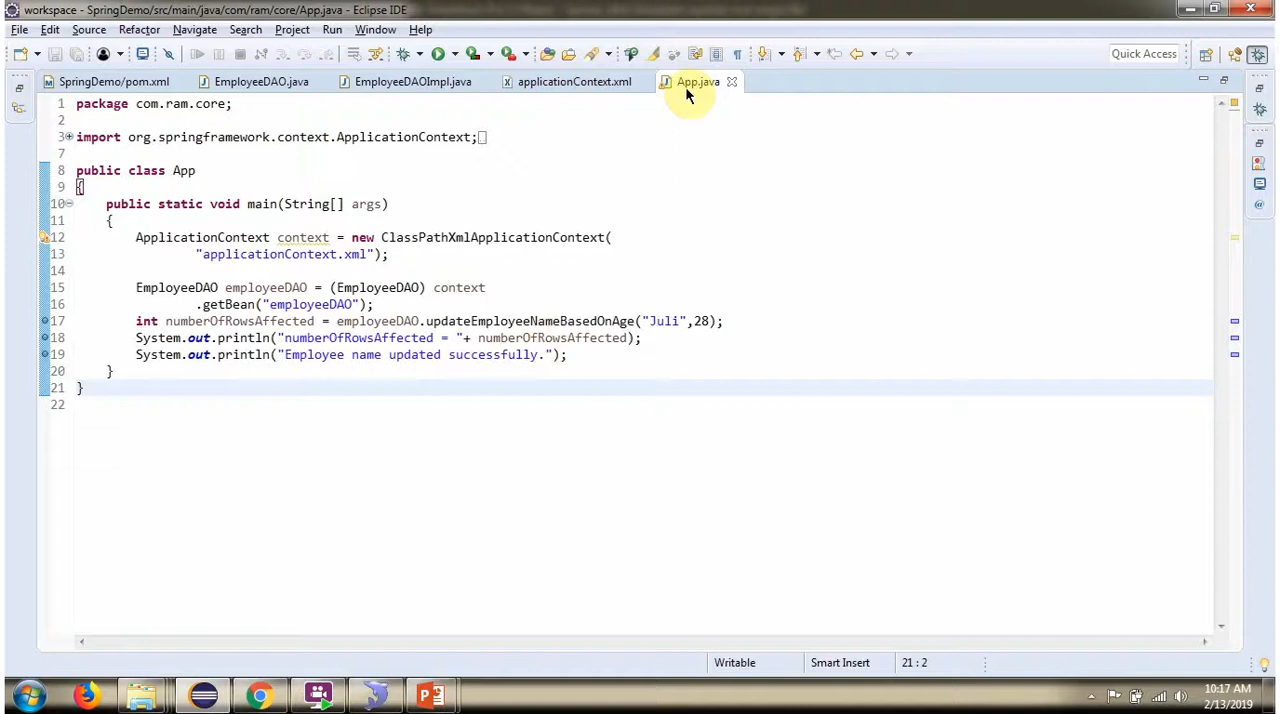 workspace - SpringDemo/src/main/java/com/ram/core/App.java - Eclipse IDE
File Edit Source Refactor Navigate Search Project Run Window Help
Quick Access
SpringDemo/pom.xml EmployeeDAO.java EmployeeDAOImpl.java applicationContext.xml App.java
1 package com.ram.core;
2
3 import org.springframework.context.ApplicationContext;
7
8 public class App
9 {
10 public static void main(String[] args)
11 {
12 ApplicationContext context = new ClassPathXmlApplicationContext(
13 "applicationContext.xml");
14
15 EmployeeDAO employeeDAO = (EmployeeDAO) context
16 .getBean("employeeDAO");
17 int numberOfRowsAffected = employeeDAO.updateEmployeeNameBasedOnAge("Juli",28);
18 System.out.println("numberOfRowsAffected = "+ numberOfRowsAffected);
19 System.out.println("Employee name updated successfully.");
20 }
21 }
22
Writable Smart Insert 21 : 2
10:17 AM
2/13/2019